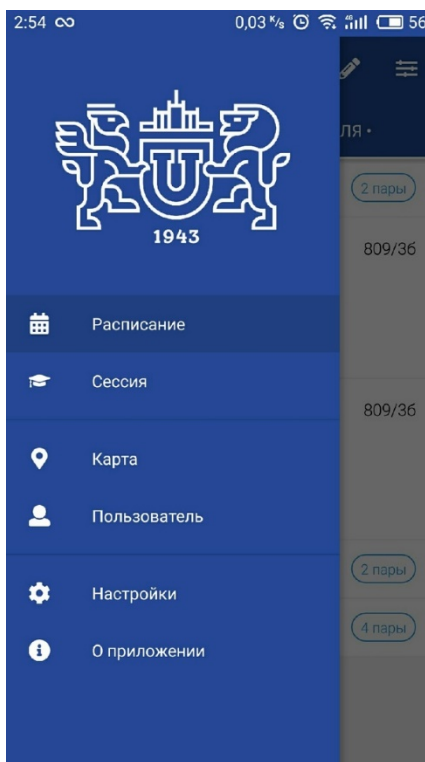 2:54
0,03 K/s
4G
56
ЛЯ •
1943
2 пары
809/3б
Расписание
Сессия
809/3б
Карта
Пользователь
2 пары
Настройки
4 пары
О приложении